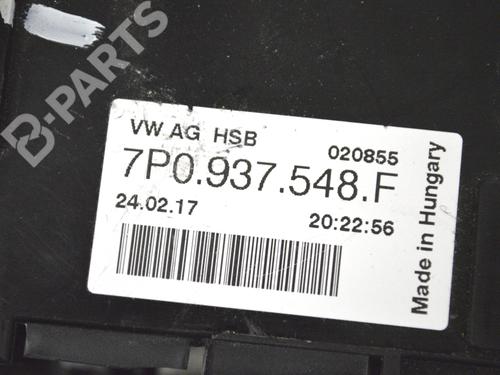 B-PARTS
VW AG HSB
020855
7P0.937.548.F
24.02.17
20:22:56
Made in Hungary